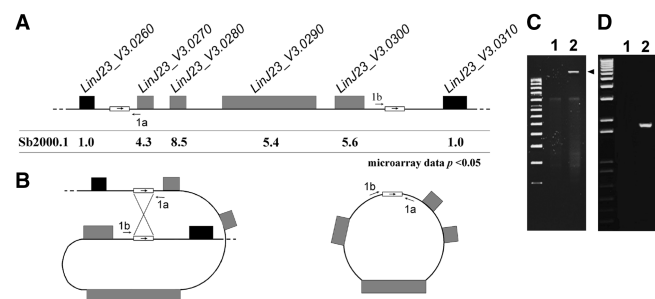 A
LinJ23_V3.0260
LinJ23_V3.0270
LinJ23_V3.0280
LinJ23_V3.0290
LinJ23_V3.0300
LinJ23_V3.0310
1a
1b
Sb2000.1 1.0 4.3 8.5 5.4 5.6 1.0
microarray data p <0.05
B
1a
1b
1b
1a
C
1 2
D
1 2